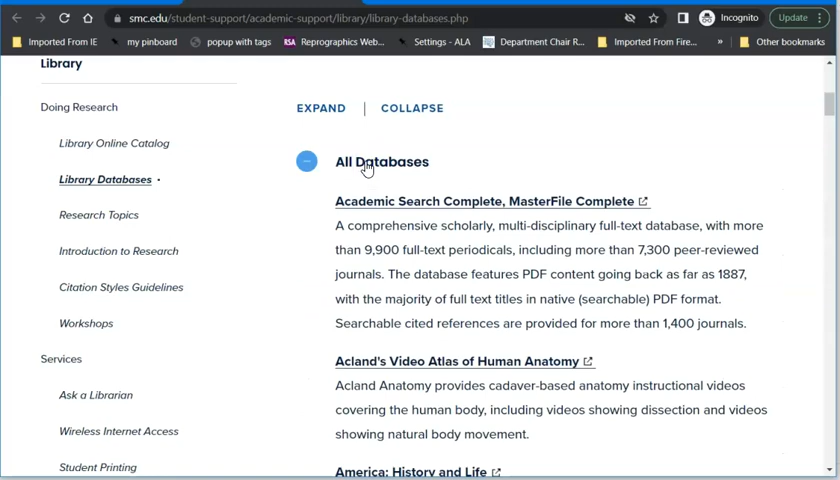 smc.edu/student-support/academic-support/library/library-databases.php
Incognito
Update
Imported From IE
my pinboard
popup with tags
RSA
Reprographics Web...
Settings - ALA
Department Chair R...
Imported From Fire...
»
Other bookmarks
Library
Doing Research
Library Online Catalog
Library Databases
Research Topics
Introduction to Research
Citation Styles Guidelines
Workshops
Services
Ask a Librarian
Wireless Internet Access
Student Printing
EXPAND | COLLAPSE
All Databases
Academic Search Complete, MasterFile Complete
A comprehensive scholarly, multi-disciplinary full-text database, with more
than 9,900 full-text periodicals, including more than 7,300 peer-reviewed
journals. The database features PDF content going back as far as 1887,
with the majority of full text titles in native (searchable) PDF format.
Searchable cited references are provided for more than 1,400 journals.
Acland's Video Atlas of Human Anatomy
Acland Anatomy provides cadaver-based anatomy instructional videos
covering the human body, including videos showing dissection and videos
showing natural body movement.
America: History and Life